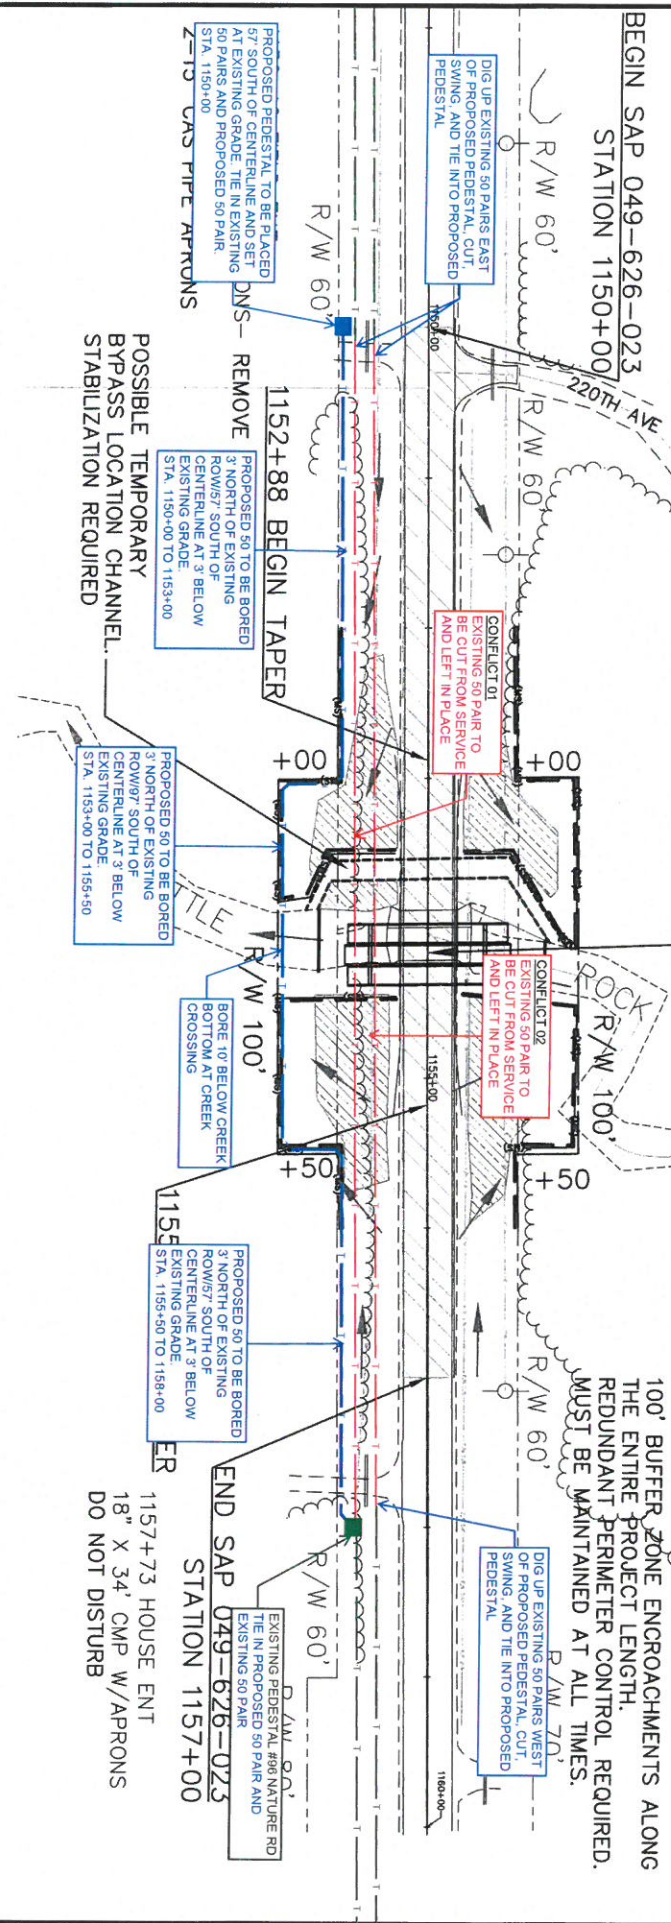 BEGIN SAP 049-626-023
STATION 1150+00
R/W 60'
DIG UP EXISTING 50 PAIRS EAST
OF PROPOSED PEDESTAL, CUT,
SWING, AND TIE INTO PROPOSED
PEDESTAL
PROPOSED PEDESTAL TO BE PLACED
57' SOUTH OF CENTERLINE AND SET
AT EXISTING GRADE. TIE IN EXISTING
50 PAIRS AND PROPOSED 50 PAIR.
STA. 1150+00
2-15" CAS PIPE APRONS
ONS- REMOVE
R/W 60'
1150+00
220TH AVE
R/W 60'
1152+88 BEGIN TAPER
PROPOSED 50 TO BE BORED
3' NORTH OF EXISTING
ROW/57' SOUTH OF
CENTERLINE AT 3' BELOW
EXISTING GRADE.
STA. 1150+00 TO 1153+00
POSSIBLE TEMPORARY
BYPASS LOCATION CHANNEL.
STABILIZATION REQUIRED
CONFLICT 01
EXISTING 50 PAIR TO
BE CUT FROM SERVICE
AND LEFT IN PLACE
+00
+00
PROPOSED 50 TO BE BORED
3' NORTH OF EXISTING
ROW/97' SOUTH OF
CENTERLINE AT 3' BELOW
EXISTING GRADE.
STA. 1153+00 TO 1155+50
TTLE
ROCK
R/W 100'
R/W 100'
CONFLICT 02
EXISTING 50 PAIR TO
BE CUT FROM SERVICE
AND LEFT IN PLACE
BORE 10' BELOW CREEK
BOTTOM AT CREEK
CROSSING
1155+00
+50
+50
1155
ER
PROPOSED 50 TO BE BORED
3' NORTH OF EXISTING
ROW/57' SOUTH OF
CENTERLINE AT 3' BELOW
EXISTING GRADE.
STA. 1155+50 TO 1158+00
R/W 60'
100' BUFFER ZONE ENCROACHMENTS ALONG
THE ENTIRE PROJECT LENGTH.
REDUNDANT PERIMETER CONTROL REQUIRED.
MUST BE MAINTAINED AT ALL TIMES.
R/W 70'
DIG UP EXISTING 50 PAIRS WEST
OF PROPOSED PEDESTAL, CUT,
SWING, AND TIE INTO PROPOSED
PEDESTAL
END SAP 049-626-023
STATION 1157+00
R/W 60'
R/W 80'
EXISTING PEDESTAL #96 NATURE RD
TIE IN PROPOSED 50 PAIR AND
EXISTING 50 PAIR
1157+73 HOUSE ENT
18" X 34' CMP W/APRONS
DO NOT DISTURB
1160+00